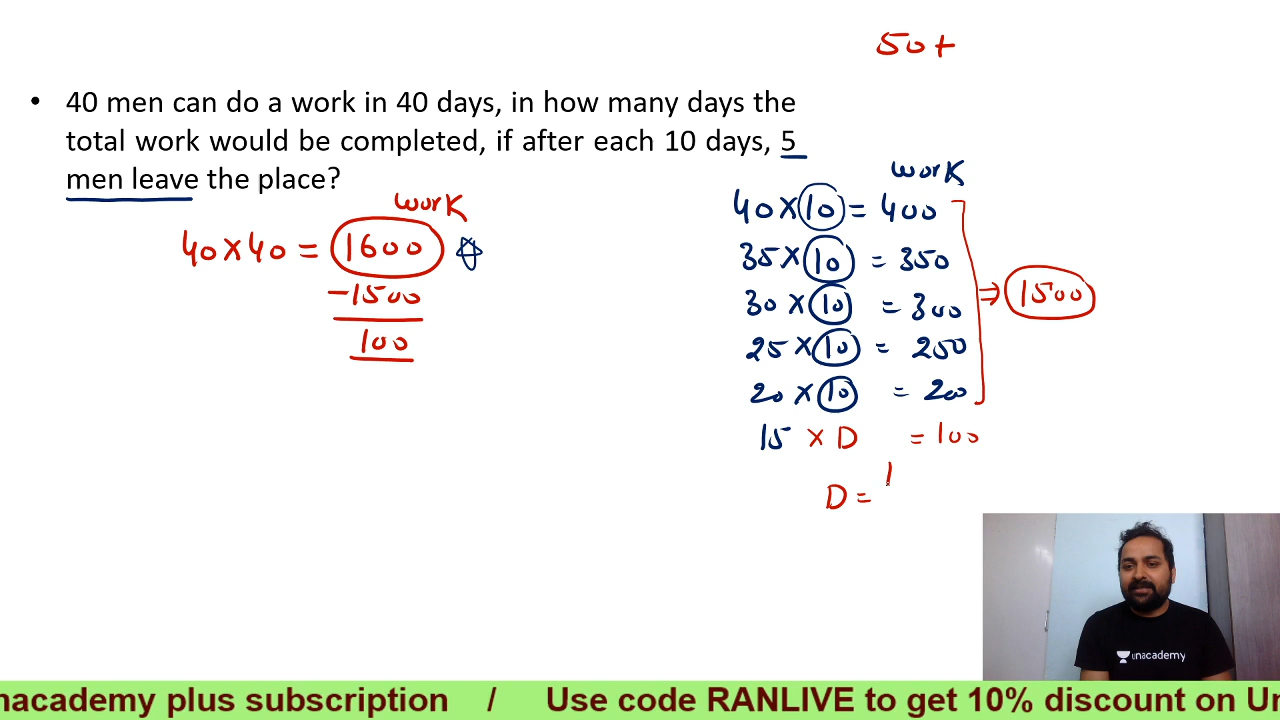 50+
• 40 men can do a work in 40 days, in how many days the
total work would be completed, if after each 10 days, 5
men leave the place?
work
40 × 40 = 1600
-1500
100
work
40 × 10 = 400
35 × 10 = 350
30 × 10 = 300
25 × 10 = 250
20 × 10 = 200
⇒ 1500
15 × D = 100
D =
unacademy
nacademy plus subscription / Use code RANLIVE to get 10% discount on Un